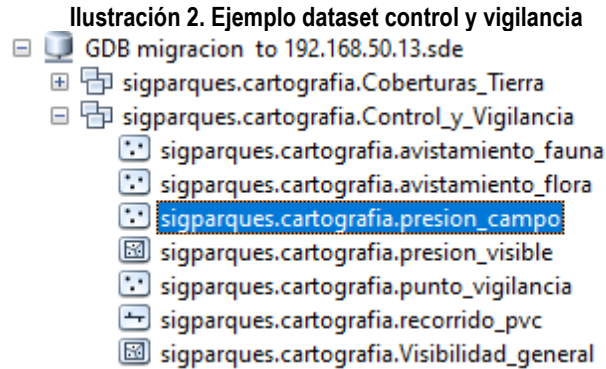 Ilustración 2. Ejemplo dataset control y vigilancia
GDB migracion to 192.168.50.13.sde
sigparques.cartografia.Coberturas_Tierra
sigparques.cartografia.Control_y_Vigilancia
sigparques.cartografia.avistamiento_fauna
sigparques.cartografia.avistamiento_flora
sigparques.cartografia.presion_campo
sigparques.cartografia.presion_visible
sigparques.cartografia.punto_vigilancia
sigparques.cartografia.recorrido_pvc
sigparques.cartografia.Visibilidad_general